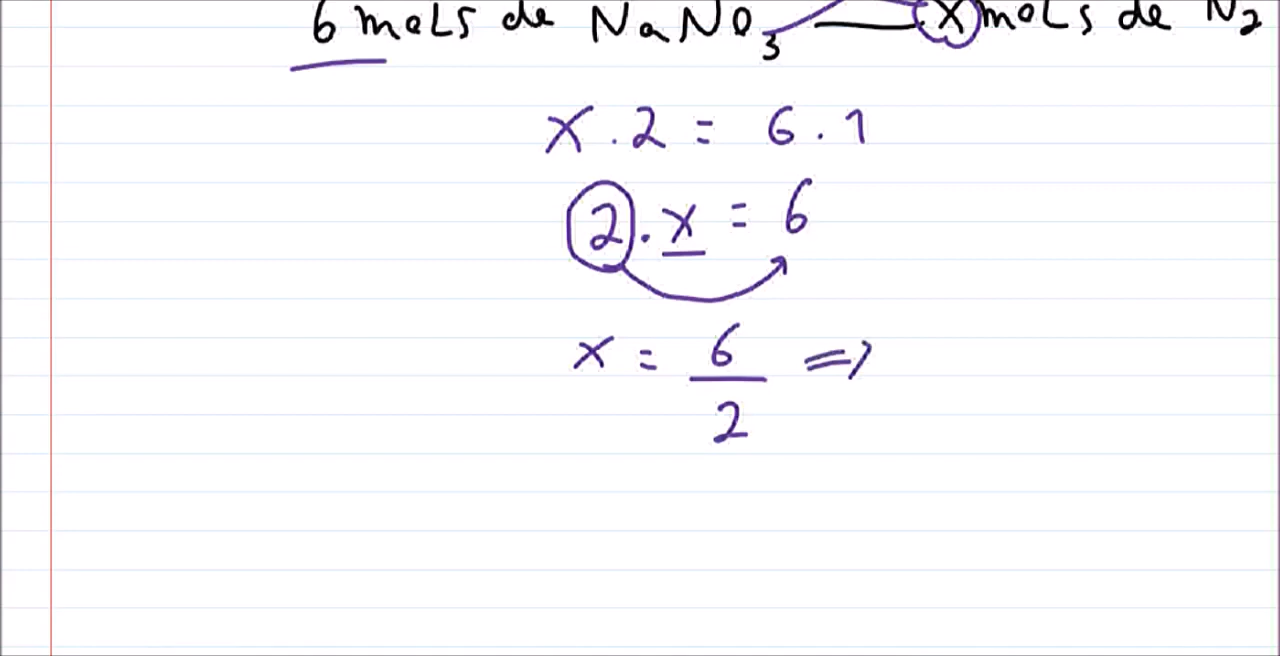 6 mols de NaNO3 — x mols de N2
x . 2 = 6 . 1
2 . x = 6
x = 6/2 ⇒